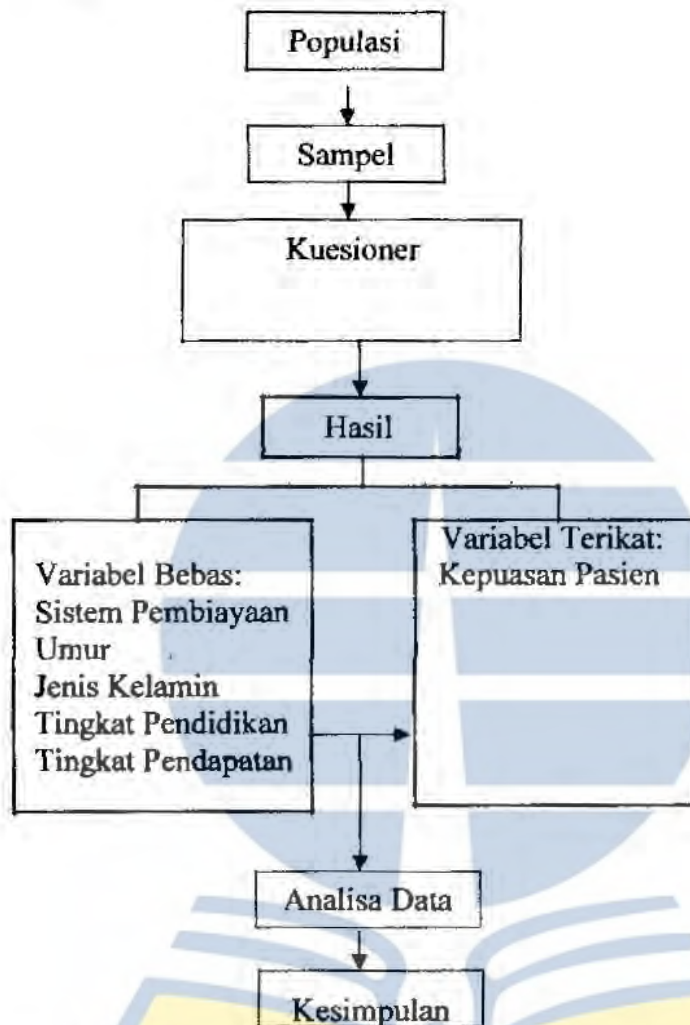 Populasi
Sampel
Kuesioner
Hasil
Variabel Bebas:
Sistem Pembiayaan
Umur
Jenis Kelamin
Tingkat Pendidikan
Tingkat Pendapatan
Variabel Terikat:
Kepuasan Pasien
Analisa Data
Kesimpulan